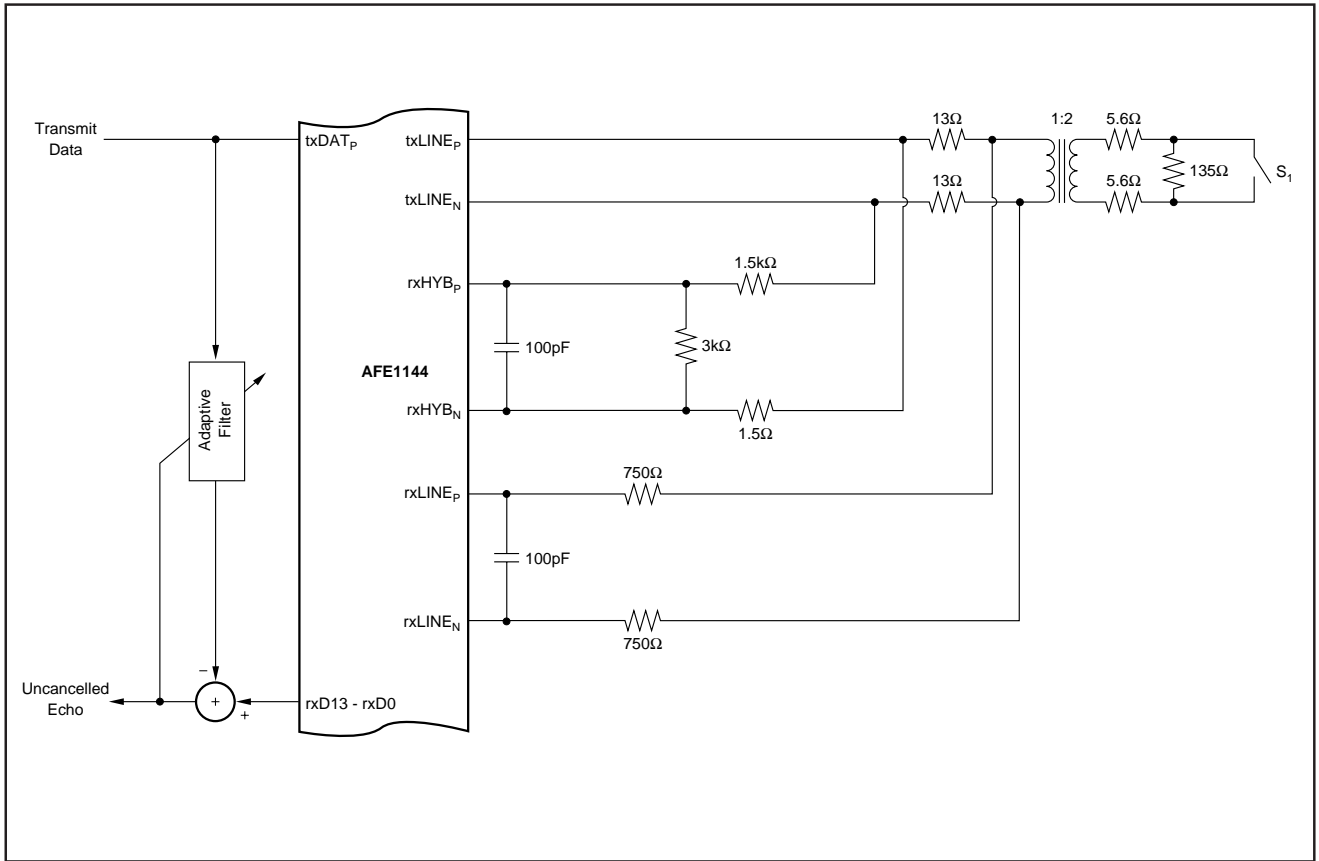 Transmit
Data
txDATP
txLINEP
13Ω
1:2
5.6Ω
135Ω
S1
txLINEN
13Ω
5.6Ω
rxHYBP
1.5kΩ
100pF
3kΩ
AFE1144
Adaptive
Filter
rxHYBN
1.5Ω
rxLINEP
750Ω
100pF
rxLINEN
750Ω
–
Uncancelled
Echo
+
+
rxD13 - rxD0